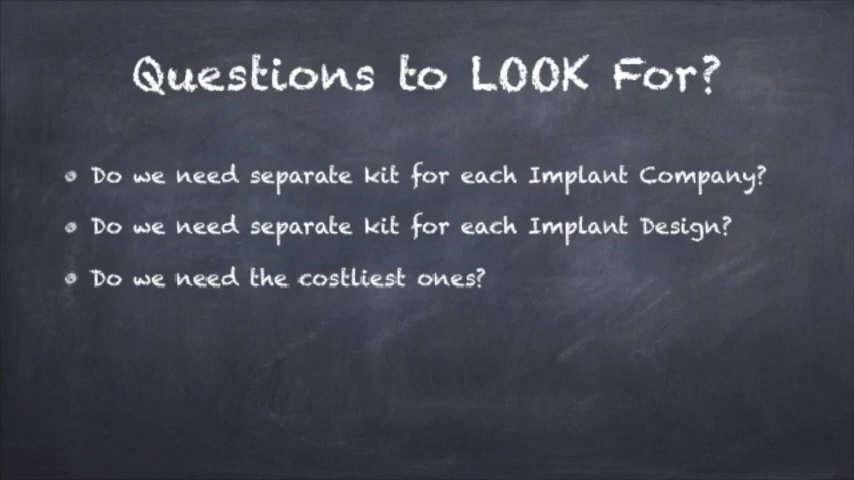 Questions to LOOK For?
Do we need separate kit for each Implant Company?
Do we need separate kit for each Implant Design?
Do we need the costliest ones?